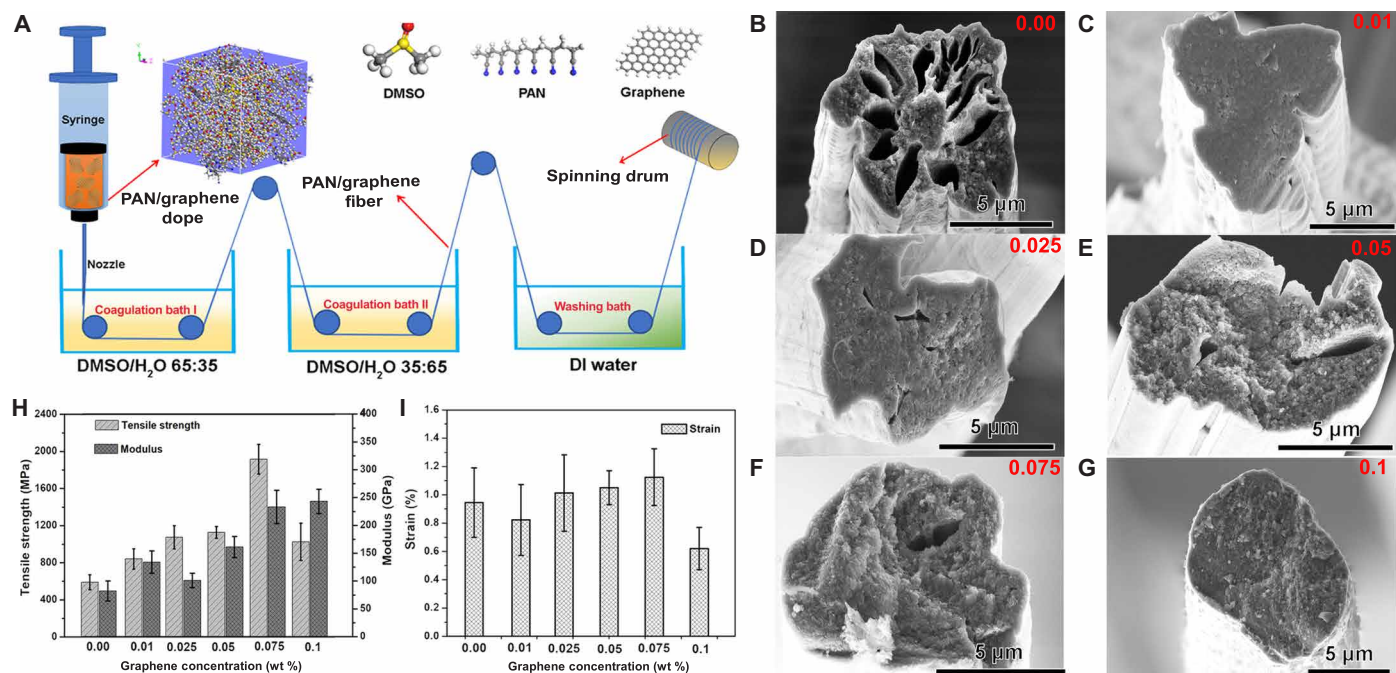 A
Syringe
PAN/graphene
dope
Nozzle
DMSO
PAN
Graphene
PAN/graphene
fiber
Spinning drum
Coagulation bath I
Coagulation bath II
Washing bath
DMSO/H2O 65:35
DMSO/H2O 35:65
DI water
B
0.00
5 µm
C
0.01
5 µm
D
0.025
5 µm
E
0.05
5 µm
F
0.075
5 µm
G
0.1
5 µm
H
Tensile strength
Modulus
Tensile strength (MPa)
2400
2000
1600
1200
800
400
0
Modulus (GPa)
400
350
300
250
200
150
100
50
0
0.00 0.01 0.025 0.05 0.075 0.1
Graphene concentration (wt %)
I
Strain
Strain (%)
1.6
1.4
1.2
1.0
0.8
0.6
0.4
0.2
0.0
0.00 0.01 0.025 0.05 0.075 0.1
Graphene concentration (wt %)